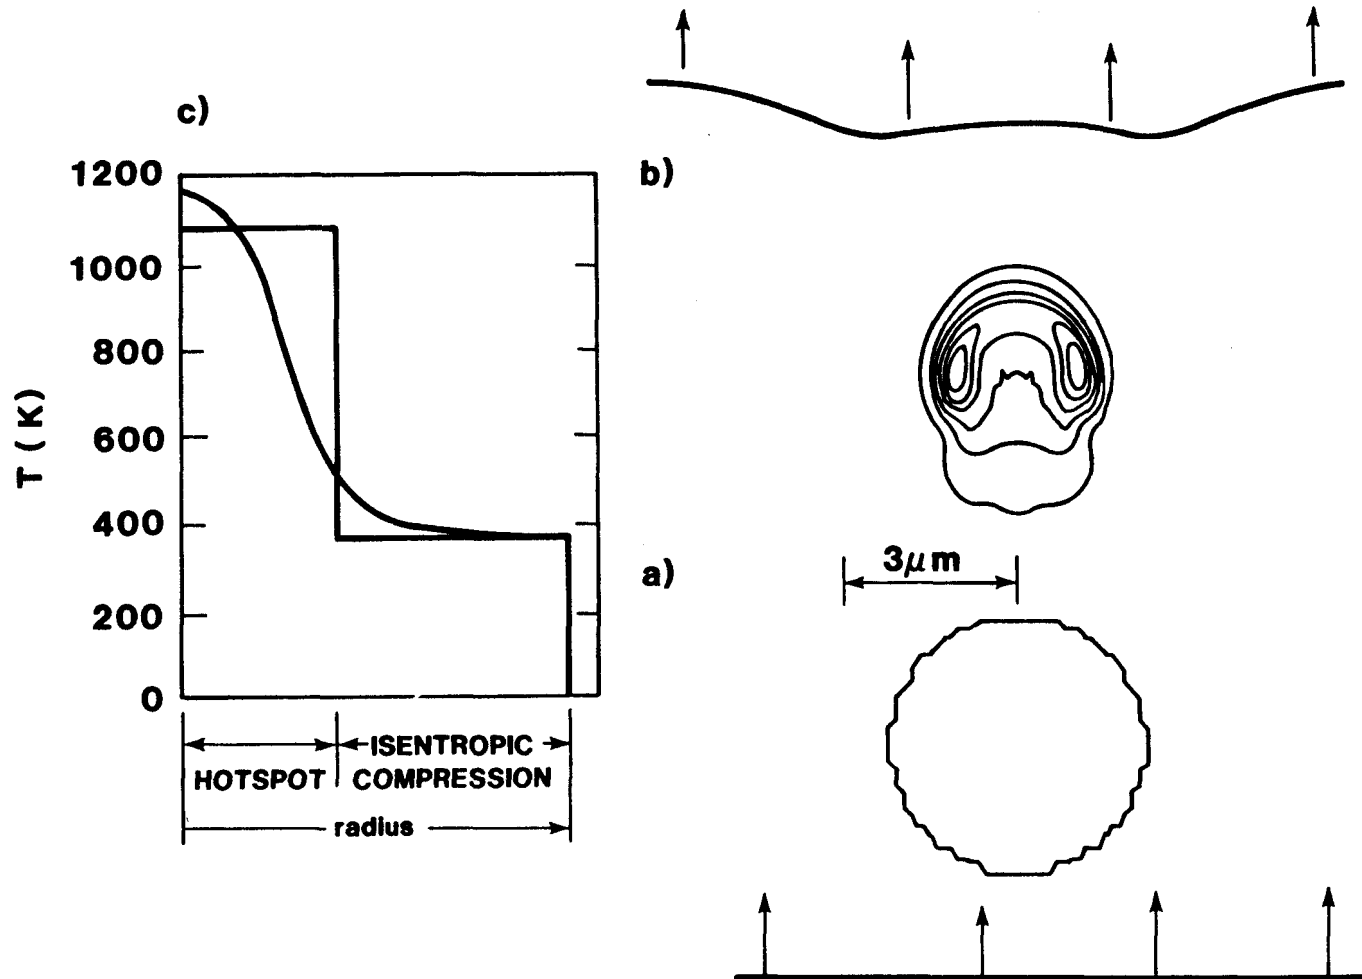 c)
1200
1000
800
600
400
200
0
T (K)
HOTSPOT
ISENTROPIC
COMPRESSION
radius
b)
a)
3μm